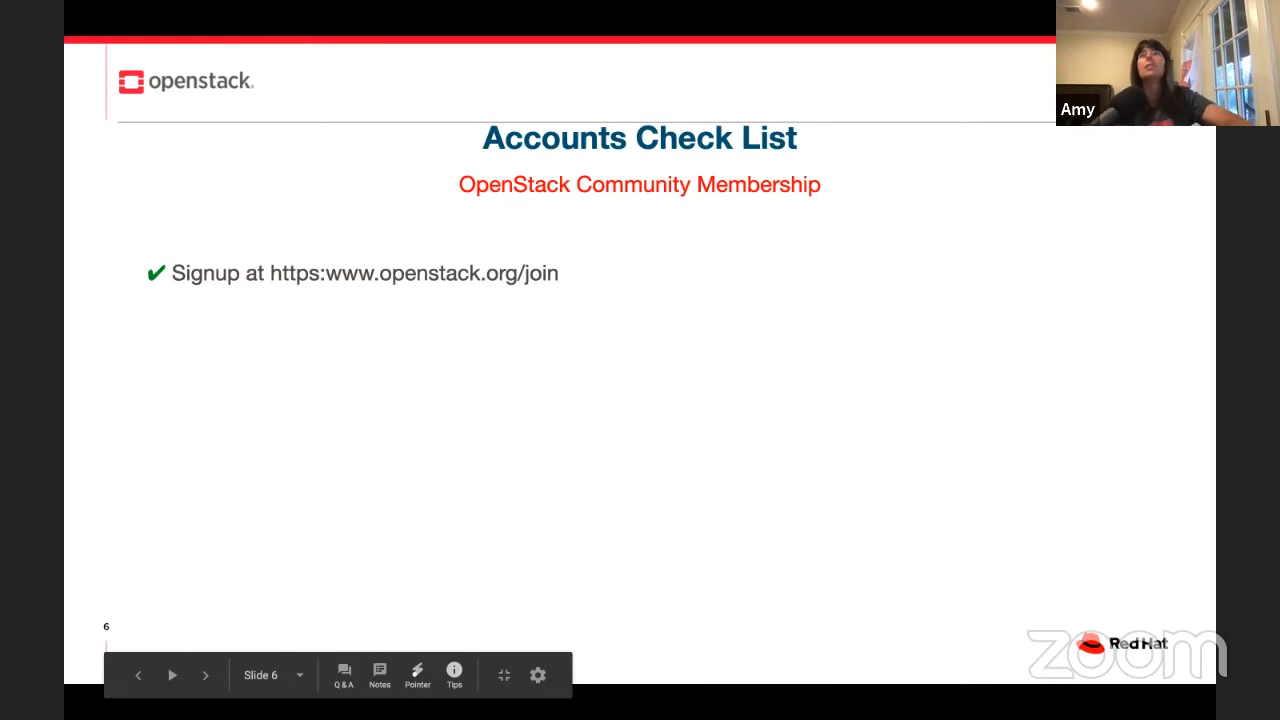 openstack.
Amy
Accounts Check List
OpenStack Community Membership
✔ Signup at https:www.openstack.org/join
6
Red Hat
zoom
Slide 6
Q & A
Notes
Pointer
Tips